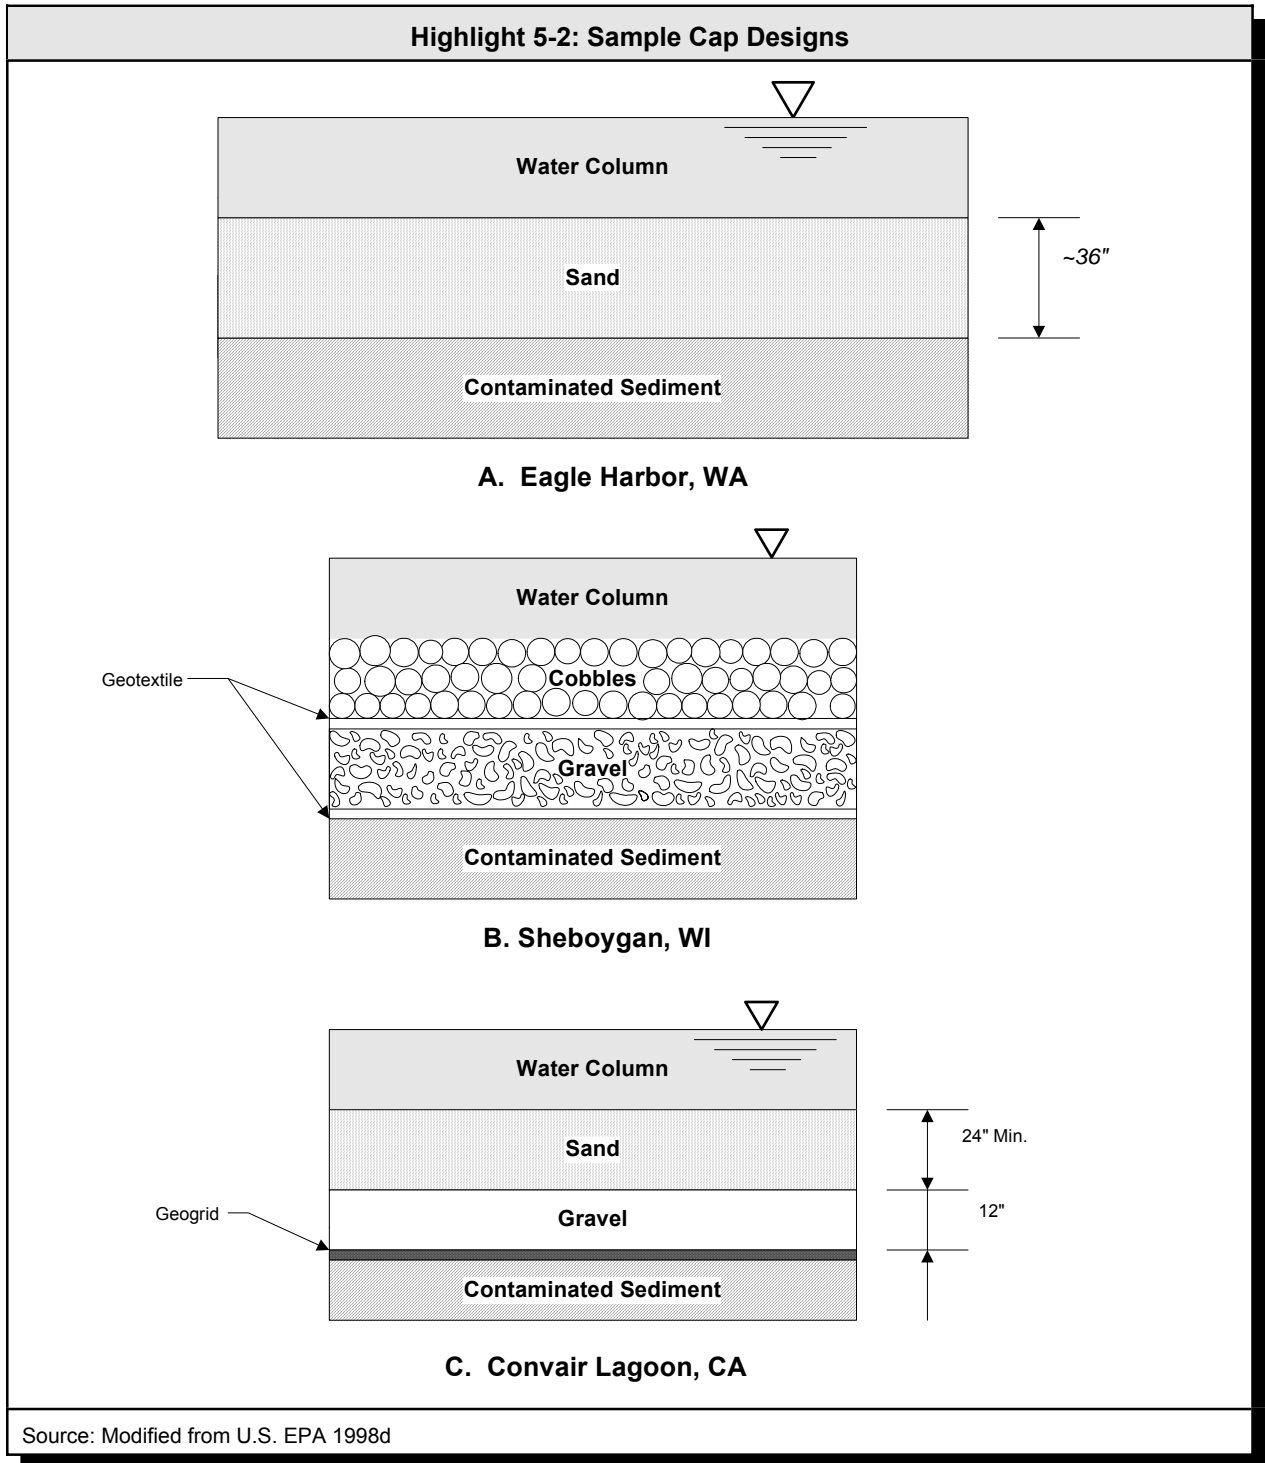 Highlight 5-2: Sample Cap Designs
Water Column
Sand
~36"
Contaminated Sediment
A. Eagle Harbor, WA
Water Column
Cobbles
Geotextile
Gravel
Contaminated Sediment
B. Sheboygan, WI
Water Column
Sand
24" Min.
Geogrid
Gravel
12"
Contaminated Sediment
C. Convair Lagoon, CA
Source: Modified from U.S. EPA 1998d